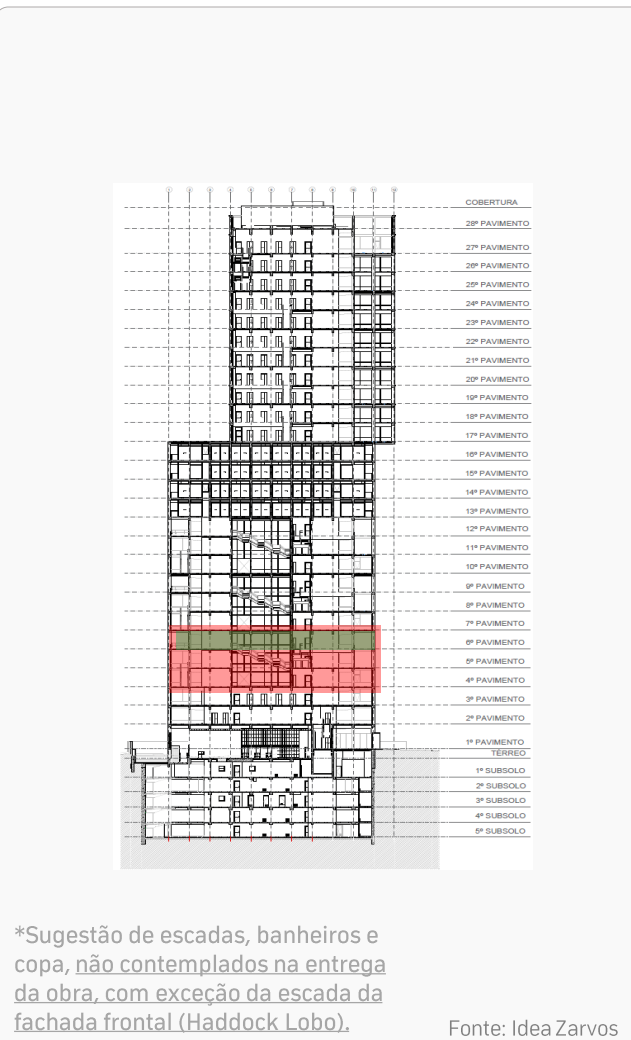 COBERTURA
28º PAVIMENTO
27º PAVIMENTO
26º PAVIMENTO
25º PAVIMENTO
24º PAVIMENTO
23º PAVIMENTO
22º PAVIMENTO
21º PAVIMENTO
20º PAVIMENTO
19º PAVIMENTO
18º PAVIMENTO
17º PAVIMENTO
16º PAVIMENTO
15º PAVIMENTO
14º PAVIMENTO
13º PAVIMENTO
12º PAVIMENTO
11º PAVIMENTO
10º PAVIMENTO
9º PAVIMENTO
8º PAVIMENTO
7º PAVIMENTO
6º PAVIMENTO
5º PAVIMENTO
4º PAVIMENTO
3º PAVIMENTO
2º PAVIMENTO
1º PAVIMENTO
TÉRREO
1º SUBSOLO
2º SUBSOLO
3º SUBSOLO
4º SUBSOLO
5º SUBSOLO
*Sugestão de escadas, banheiros e
copa, não contemplados na entrega
da obra, com exceção da escada da
fachada frontal (Haddock Lobo).
Fonte: Idea Zarvos